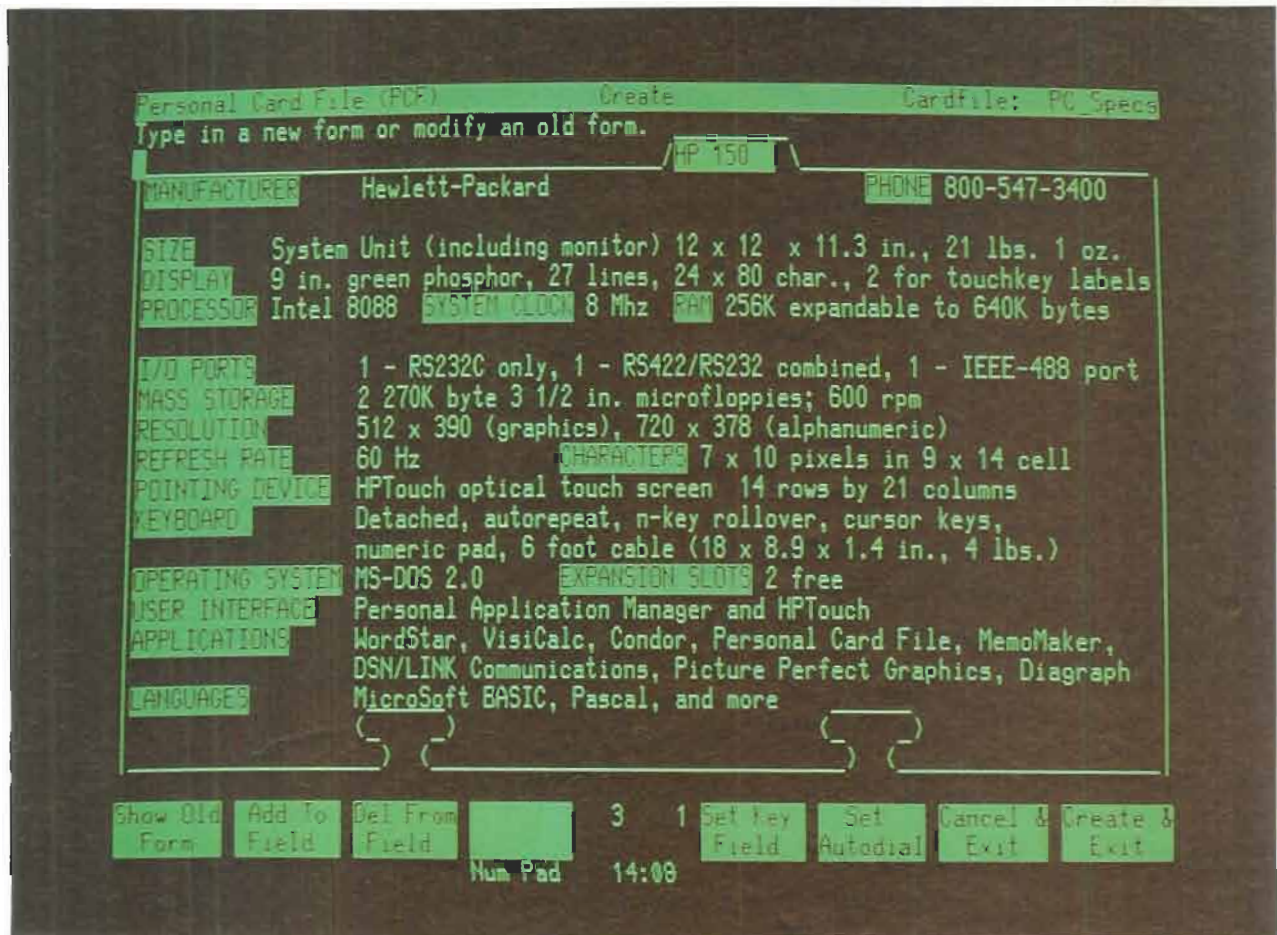 Personal Card File (PCF) Create Cardfile: PC_Specs
Type in a new form or modify an old form.
HP 150
MANUFACTURER Hewlett-Packard PHONE 800-547-3400
SIZE System Unit (including monitor) 12 x 12 x 11.3 in., 21 lbs. 1 oz.
DISPLAY 9 in. green phosphor, 27 lines, 24 x 80 char., 2 for touchkey labels
PROCESSOR Intel 8088 SYSTEM CLOCK 8 Mhz RAM 256K expandable to 640K bytes
I/O PORTS 1 - RS232C only, 1 - RS422/RS232 combined, 1 - IEEE-488 port
MASS STORAGE 2 270K byte 3 1/2 in. microfloppies; 600 rpm
RESOLUTION 512 x 390 (graphics), 720 x 378 (alphanumeric)
REFRESH RATE 60 Hz CHARACTERS 7 x 10 pixels in 9 x 14 cell
POINTING DEVICE HPTouch optical touch screen 14 rows by 21 columns
KEYBOARD Detached, autorepeat, n-key rollover, cursor keys,
numeric pad, 6 foot cable (18 x 8.9 x 1.4 in., 4 lbs.)
OPERATING SYSTEM MS-DOS 2.0 EXPANSION SLOTS 2 free
USER INTERFACE Personal Application Manager and HPTouch
APPLICATIONS WordStar, VisiCalc, Condor, Personal Card File, MemoMaker,
DSN/LINK Communications, Picture Perfect Graphics, Diagraph
LANGUAGES MicroSoft BASIC, Pascal, and more
Show Old Add To Del From 3 1 Set Key Set Cancel & Create &
Form Field Field Field Autodial Exit Exit
Num Pad 14:08